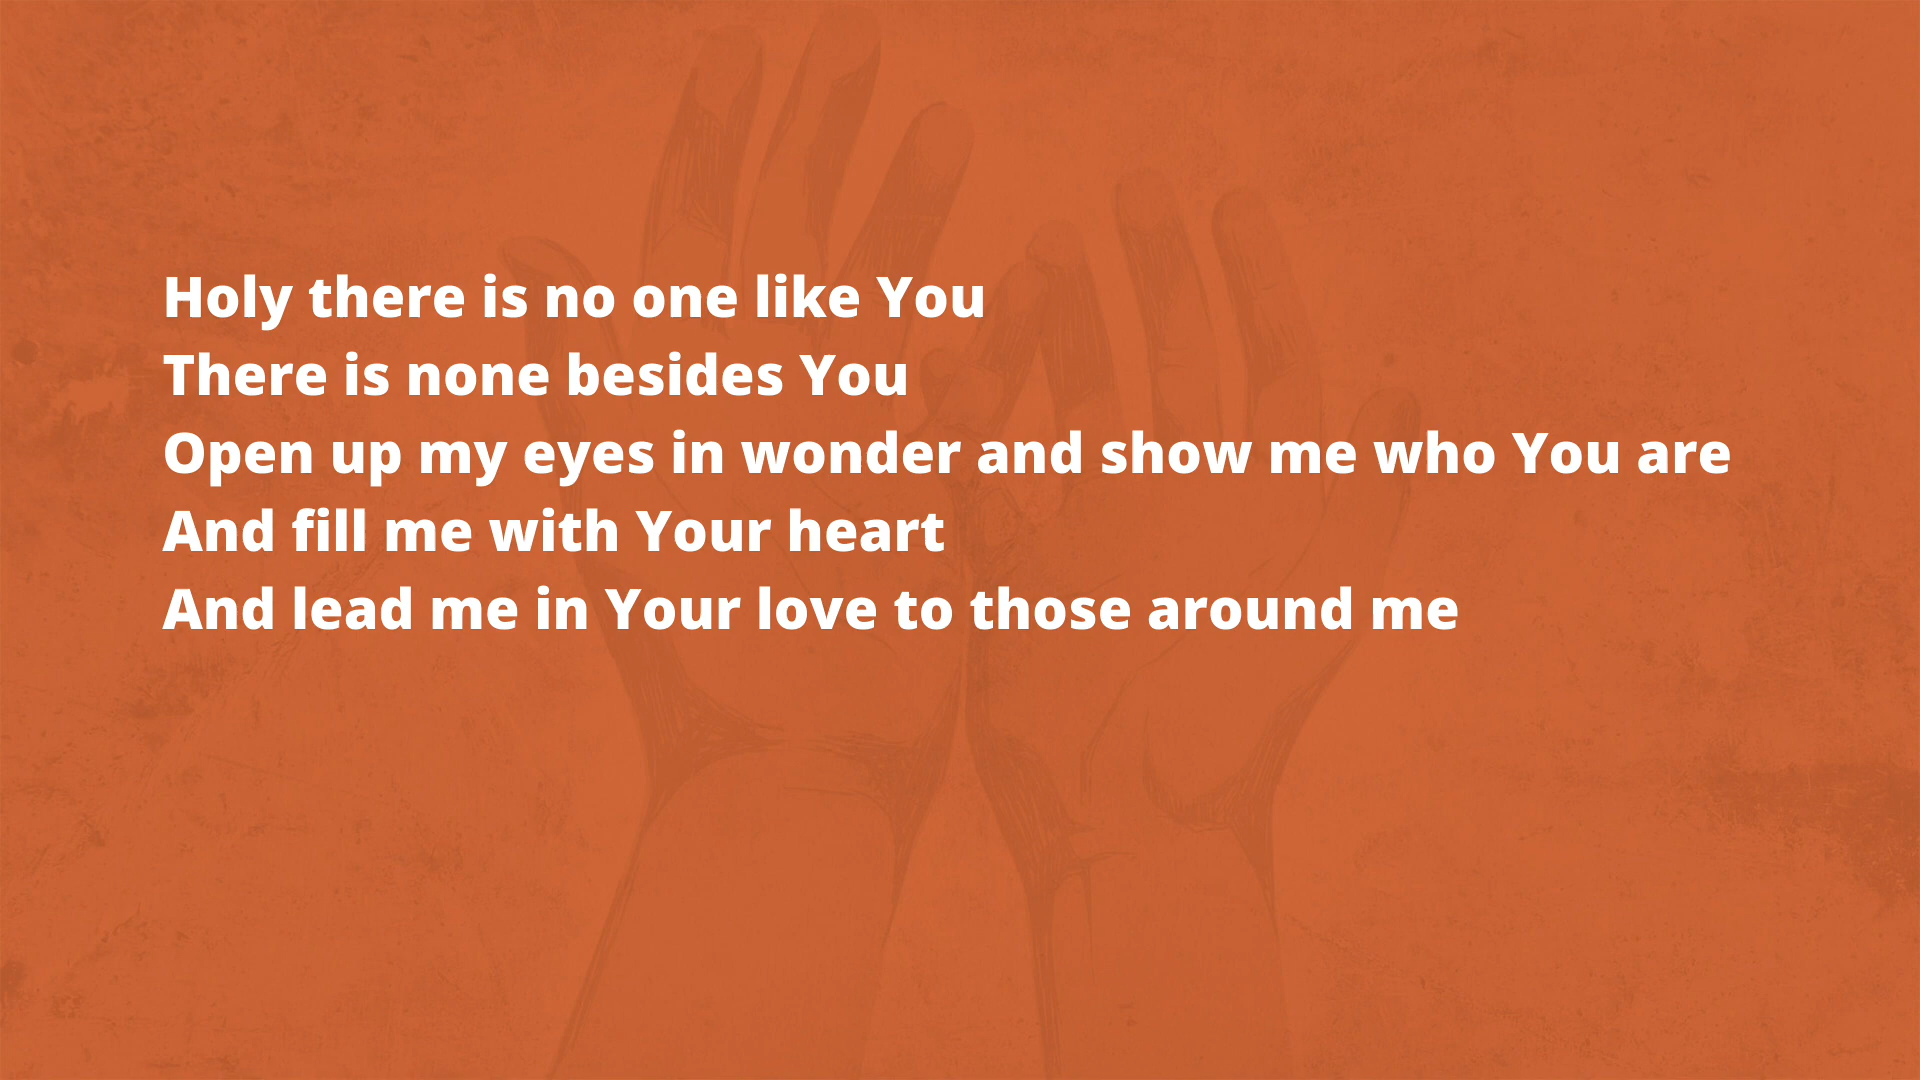 Holy there is no one like You
There is none besides You
Open up my eyes in wonder and show me who You are
And fill me with Your heart
And lead me in Your love to those around me